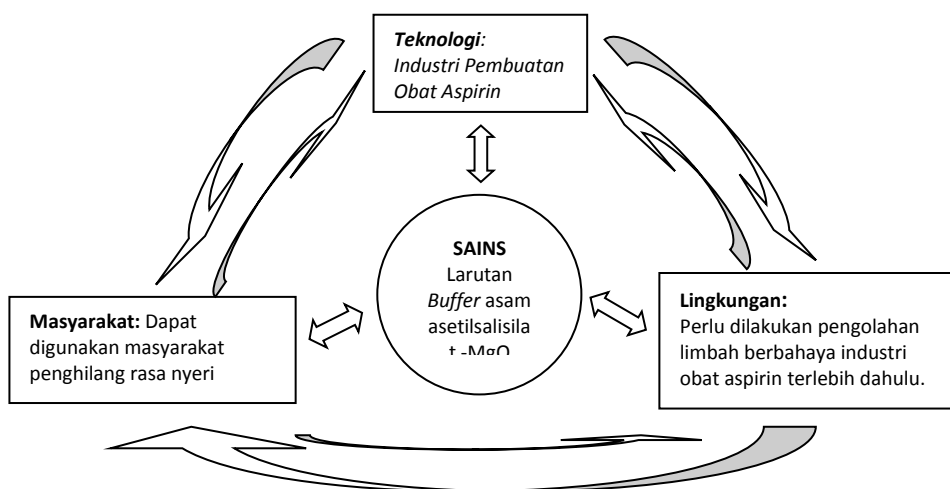 Teknologi:
Industri Pembuatan
Obat Aspirin
SAINS
Larutan
Buffer asam
asetilsalisila
t -MgO
Masyarakat: Dapat
digunakan masyarakat
penghilang rasa nyeri
Lingkungan:
Perlu dilakukan pengolahan
limbah berbahaya industri
obat aspirin terlebih dahulu.